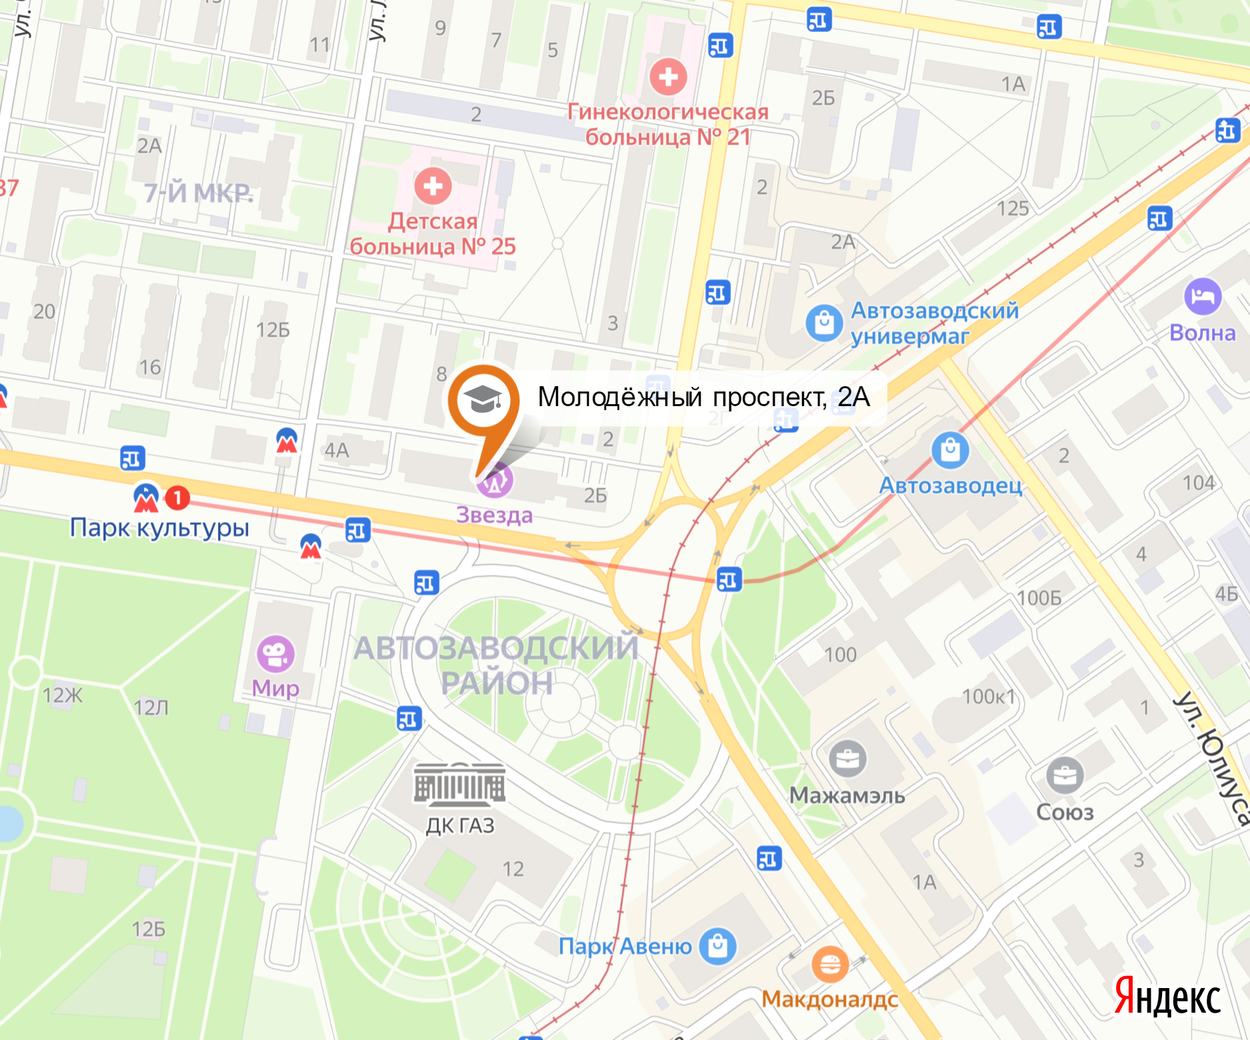 ул.
ул. Л
11
9
7
5
2
Гинекологическая
больница № 21
2Б
1А
2А
7-Й МКР.
37
Детская
больница № 25
2
125
2А
20
12Б
16
3
8
Автозаводский
универмаг
Волна
Молодёжный проспект, 2А
4А
2
2Б
Звезда
1
Парк культуры
Автозаводец
2
104
4
4Б
100Б
100
100к1
1
ул. Юлиуса
АВТОЗАВОДСКИЙ
РАЙОН
Мир
12Ж
12Л
Мажамэль
Союз
ДК ГАЗ
12
1А
3
12Б
Парк Авеню
Макдоналдс
Яндекс